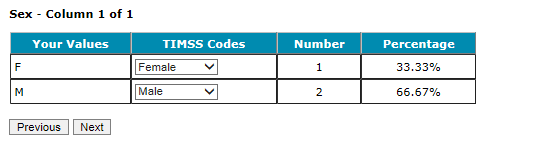 Sex - Column 1 of 1
Your Values TIMSS Codes Number Percentage
F Female 1 33.33%
M Male 2 66.67%
Previous Next